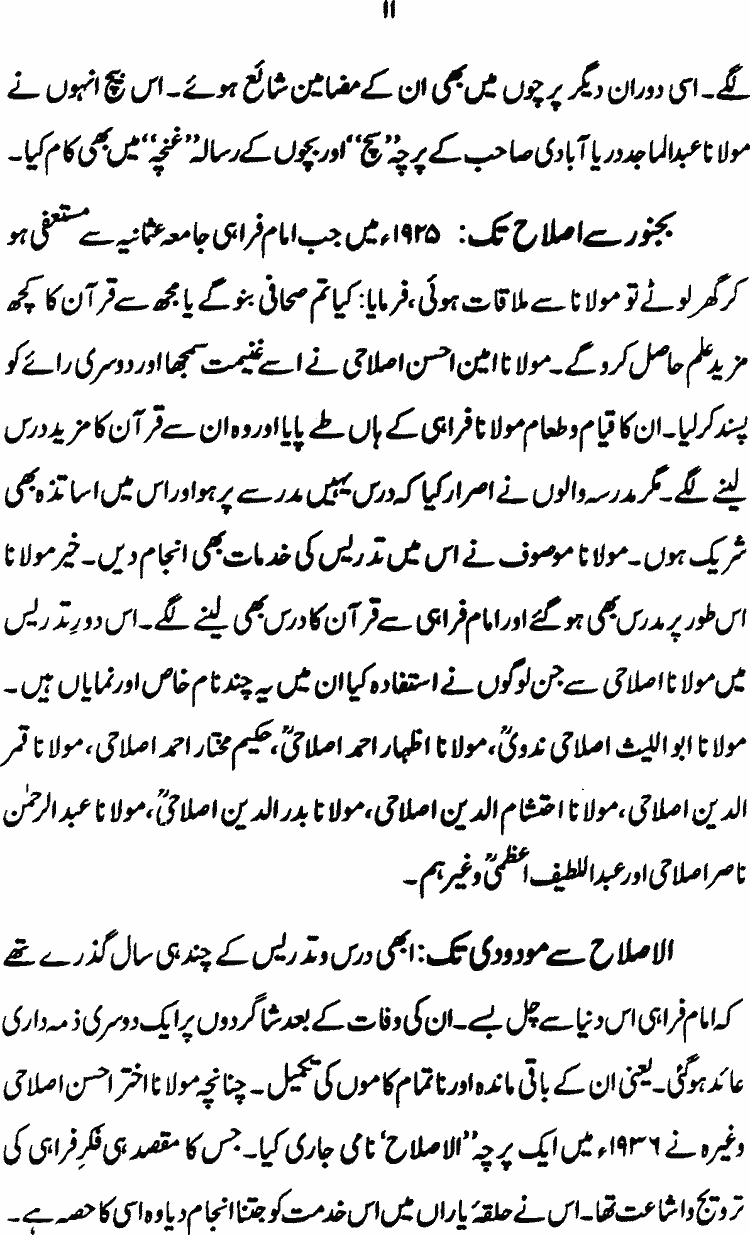 ۱۱
لگے۔ اسی دوران دیگر پرچوں میں بھی ان کے مضامین شائع ہوئے۔ اس بیچ انہوں نے
مولانا عبدالماجد دریا آبادی صاحب کے پرچہ ”سچ“ اور بچوں کے رسالہ ”غنچہ“ میں بھی کام کیا۔
بجنور سے اصلاح تک: ۱۹۲۵ء میں جب امام فراہی جامعہ عثمانیہ سے مستعفی ہو
کر گھر لوٹے تو مولانا سے ملاقات ہوئی، فرمایا: کیا تم صحافی بنو گے یا مجھ سے قرآن کا کچھ
مزید علم حاصل کرو گے۔ مولانا امین احسن اصلاحی نے اسے غنیمت سمجھا اور دوسری رائے کو
پسند کر لیا۔ ان کا قیام و طعام مولانا فراہی کے ہاں طے پایا اور وہ ان سے قرآن کا مزید درس
لینے لگے۔ مگر مدرسہ والوں نے اصرار کیا کہ درس یہیں مدرسے پر ہو اور اس میں اساتذہ بھی
شریک ہوں۔ مولانا موصوف نے اس میں تدریس کی خدمات بھی انجام دیں۔ خیر مولانا
اس طور پر مدرس بھی ہو گئے اور امام فراہی سے قرآن کا درس بھی لینے لگے۔ اس دورِ تدریس
میں مولانا اصلاحی سے جن لوگوں نے استفادہ کیا ان میں یہ چند نام خاص اور نمایاں ہیں۔
مولانا ابواللیث اصلاحی ندویؒ، مولانا اظہار احمد اصلاحیؒ، حکیم مختار احمد اصلاحی، مولانا قمر
الدین اصلاحی، مولانا احتشام الدین اصلاحی، مولانا بدر الدین اصلاحیؒ، مولانا عبد الرحمٰن
ناصر اصلاحی اور عبداللطیف اعظمیؒ وغیرہم۔
الاصلاح سے مودودی تک: ابھی درس و تدریس کے چند ہی سال گذرے تھے
کہ امام فراہی اس دنیا سے چل بسے۔ ان کی وفات کے بعد شاگردوں پر ایک دوسری ذمہ داری
عائد ہو گئی۔ یعنی ان کے باقی ماندہ اور ناتمام کاموں کی تکمیل۔ چنانچہ مولانا اختر احسن اصلاحی
وغیرہ نے ۱۹۳۶ء میں ایک پرچہ ”الاصلاح‘ نامی جاری کیا۔ جس کا مقصد ہی فکرِ فراہی کی
ترویج و اشاعت تھا۔ اس نے حلقۂ یاراں میں اس خدمت کو جتنا انجام دیا وہ اسی کا حصہ ہے۔